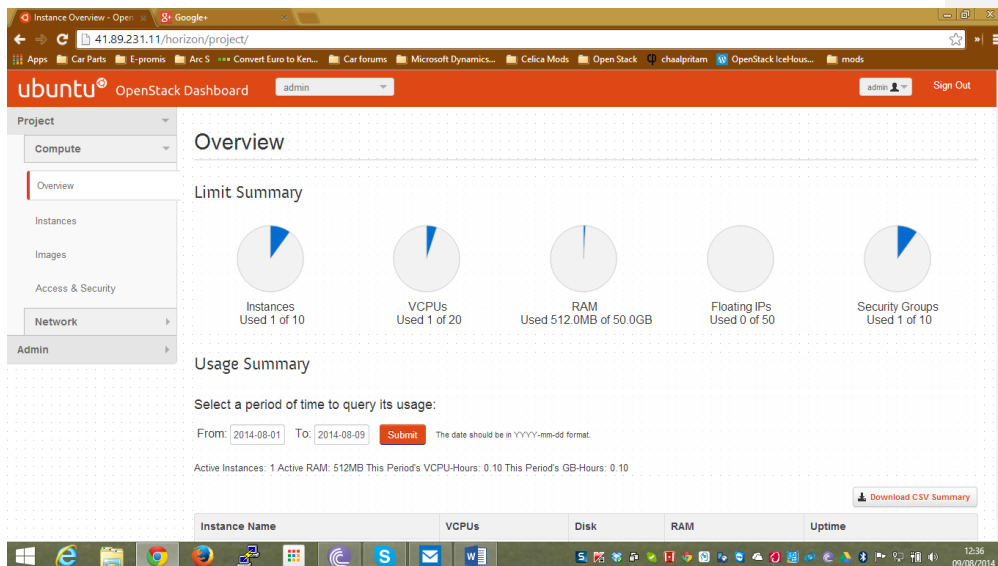 Instance Overview - Open
Google+
41.89.231.11/horizon/project/
Apps Car Parts E-promis Arc S Convert Euro to Ken... Car forums Microsoft Dynamics... Celica Mods Open Stack chaalpritam OpenStack IceHous... mods
ubuntu OpenStack Dashboard admin admin Sign Out
Project
Compute
Overview
Instances
Images
Access & Security
Network
Admin
Overview
Limit Summary
Instances
Used 1 of 10
VCPUs
Used 1 of 20
RAM
Used 512.0MB of 50.0GB
Floating IPs
Used 0 of 50
Security Groups
Used 1 of 10
Usage Summary
Select a period of time to query its usage:
From: 2014-08-01 To: 2014-08-09 Submit The date should be in YYYY-mm-dd format.
Active Instances: 1 Active RAM: 512MB This Period's VCPU-Hours: 0.10 This Period's GB-Hours: 0.10
Download CSV Summary
Instance Name VCPUs Disk RAM Uptime
12:36
09/08/2014